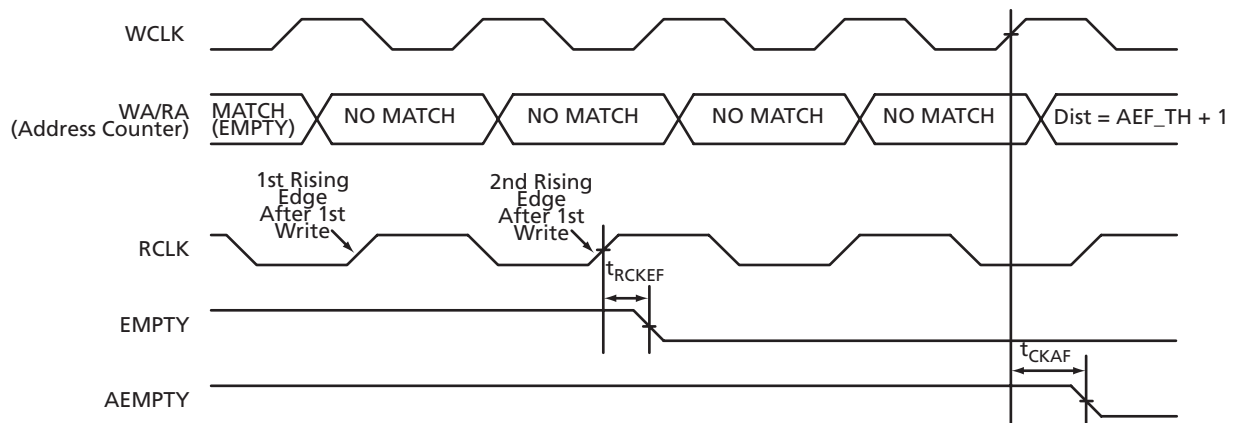 WCLK
WA/RA
(Address Counter)
MATCH
(EMPTY)
NO MATCH
NO MATCH
NO MATCH
NO MATCH
Dist = AEF_TH + 1
1st Rising
Edge
After 1st
Write
2nd Rising
Edge
After 1st
Write
RCLK
tRCKEF
EMPTY
tCKAF
AEMPTY